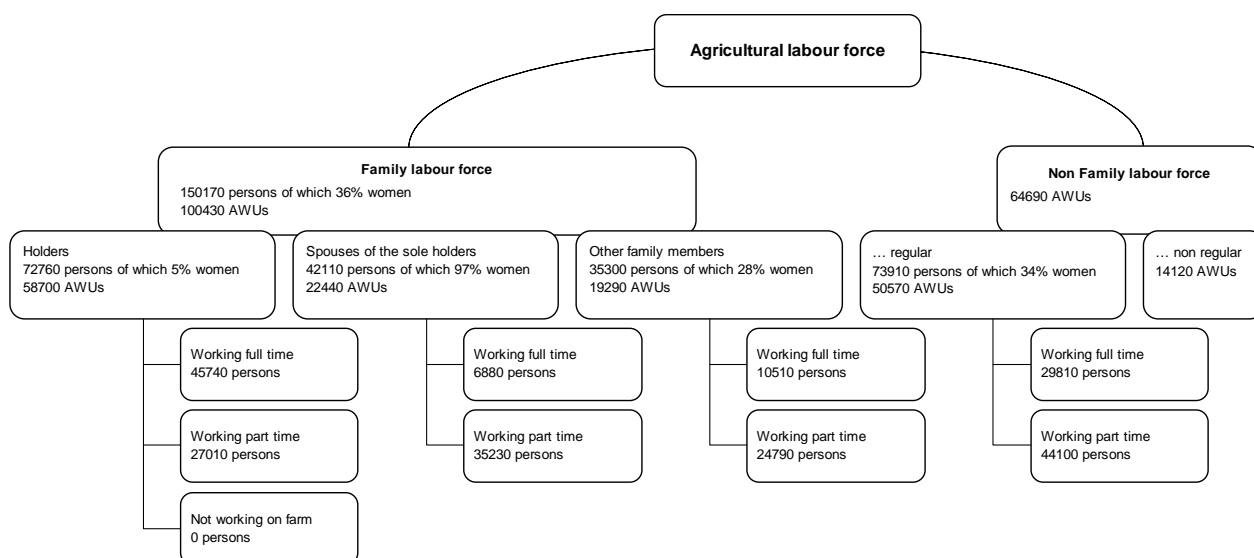 Agricultural labour force
Family labour force
150170 persons of which 36% women
100430 AWUs
Non Family labour force
64690 AWUs
Holders
72760 persons of which 5% women
58700 AWUs
Spouses of the sole holders
42110 persons of which 97% women
22440 AWUs
Other family members
35300 persons of which 28% women
19290 AWUs
... regular
73910 persons of which 34% women
50570 AWUs
... non regular
14120 AWUs
Working full time
45740 persons
Working full time
6880 persons
Working full time
10510 persons
Working full time
29810 persons
Working part time
27010 persons
Working part time
35230 persons
Working part time
24790 persons
Working part time
44100 persons
Not working on farm
0 persons